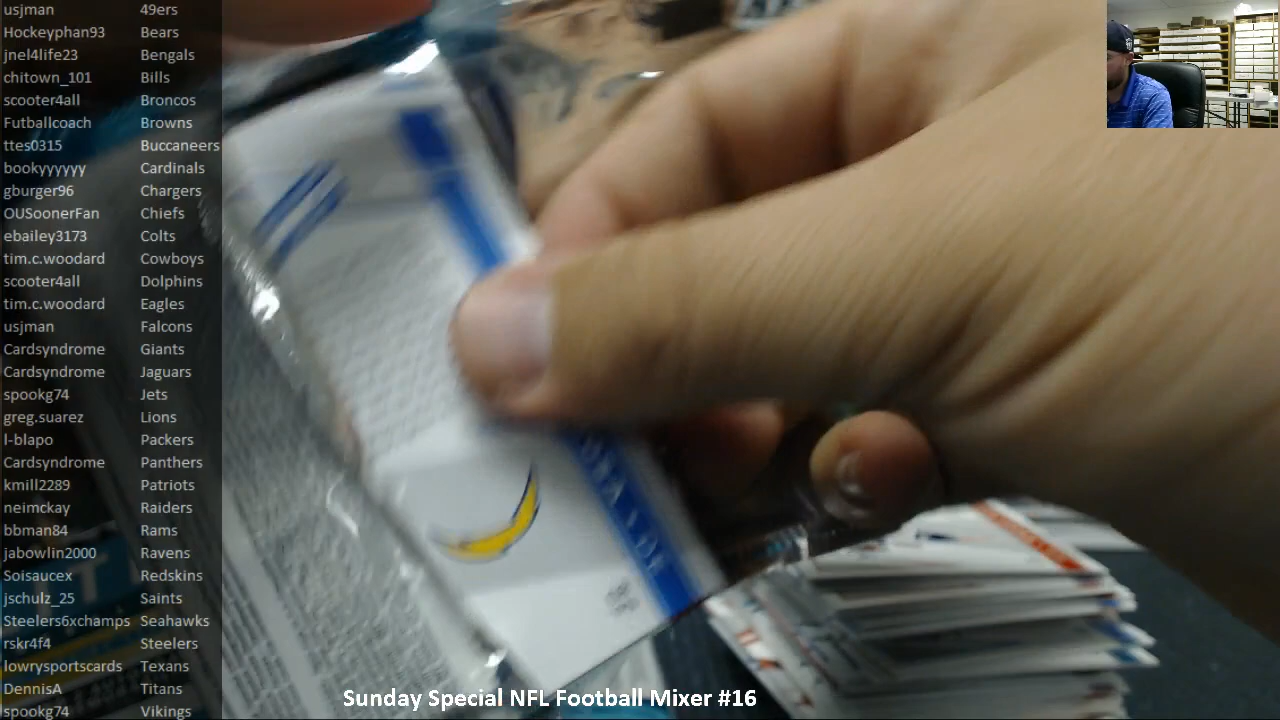 usjman 49ers
Hockeyphan93 Bears
jnel4life23 Bengals
chitown_101 Bills
scooter4all Broncos
Futballcoach Browns
ttes0315 Buccaneers
bookyyyyyy Cardinals
gburger96 Chargers
OUSoonerFan Chiefs
ebailey3173 Colts
tim.c.woodard Cowboys
scooter4all Dolphins
tim.c.woodard Eagles
usjman Falcons
Cardsyndrome Giants
Cardsyndrome Jaguars
spookg74 Jets
greg.suarez Lions
l-blapo Packers
Cardsyndrome Panthers
kmill2289 Patriots
neimckay Raiders
bbman84 Rams
jabowlin2000 Ravens
Soisaucex Redskins
jschulz_25 Saints
Steelers6xchamps Seahawks
rskr4f4 Steelers
lowrysportscards Texans
DennisA Titans
spookg74 Vikings
Sunday Special NFL Football Mixer #16